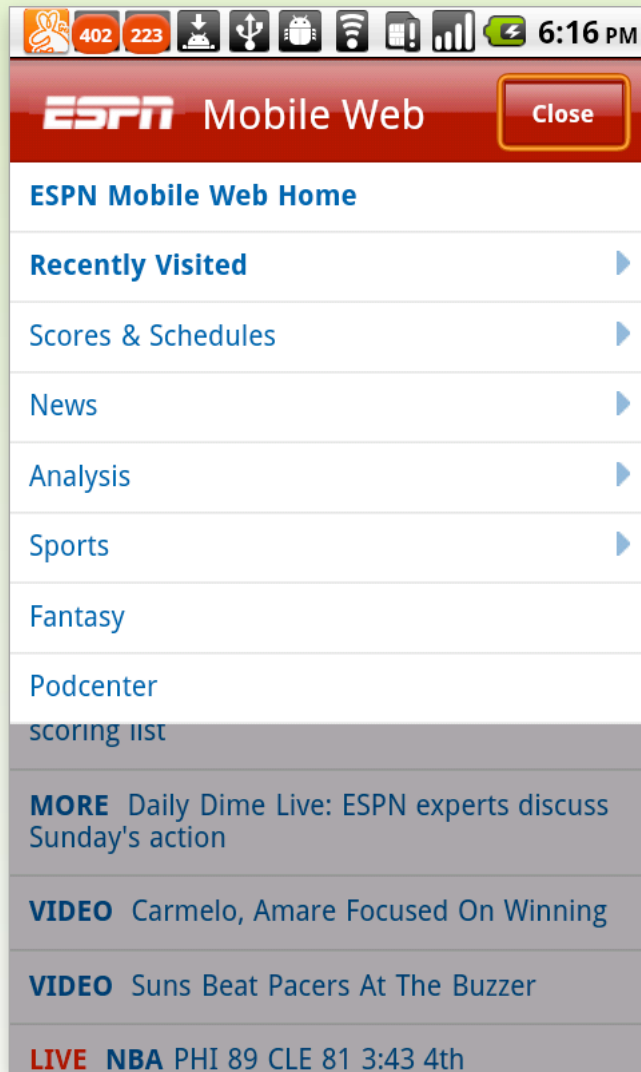 402 223 6:16 PM
ESPN Mobile Web Close
ESPN Mobile Web Home
Recently Visited
Scores & Schedules
News
Analysis
Sports
Fantasy
Podcenter
scoring list
MORE Daily Dime Live: ESPN experts discuss
Sunday's action
VIDEO Carmelo, Amare Focused On Winning
VIDEO Suns Beat Pacers At The Buzzer
LIVE NBA PHI 89 CLE 81 3:43 4th